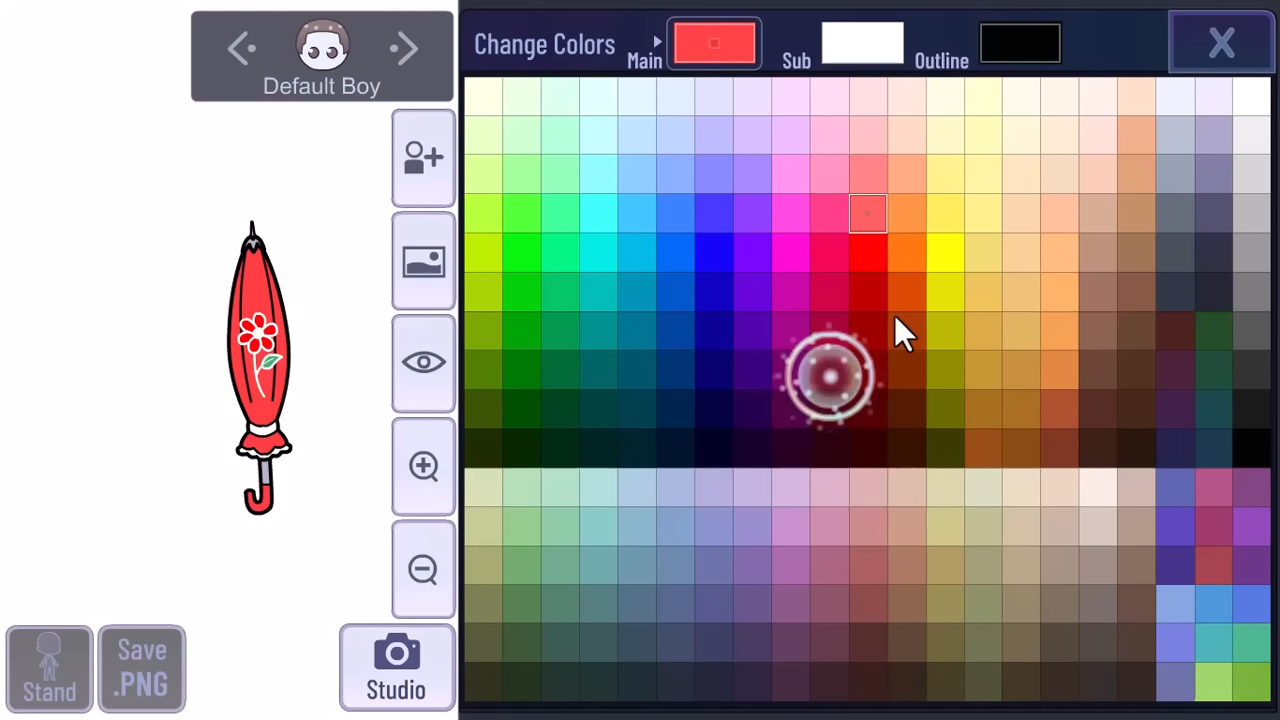 Default Boy
Change Colors
Main
Sub
Outline
X
Stand
Save
.PNG
Studio